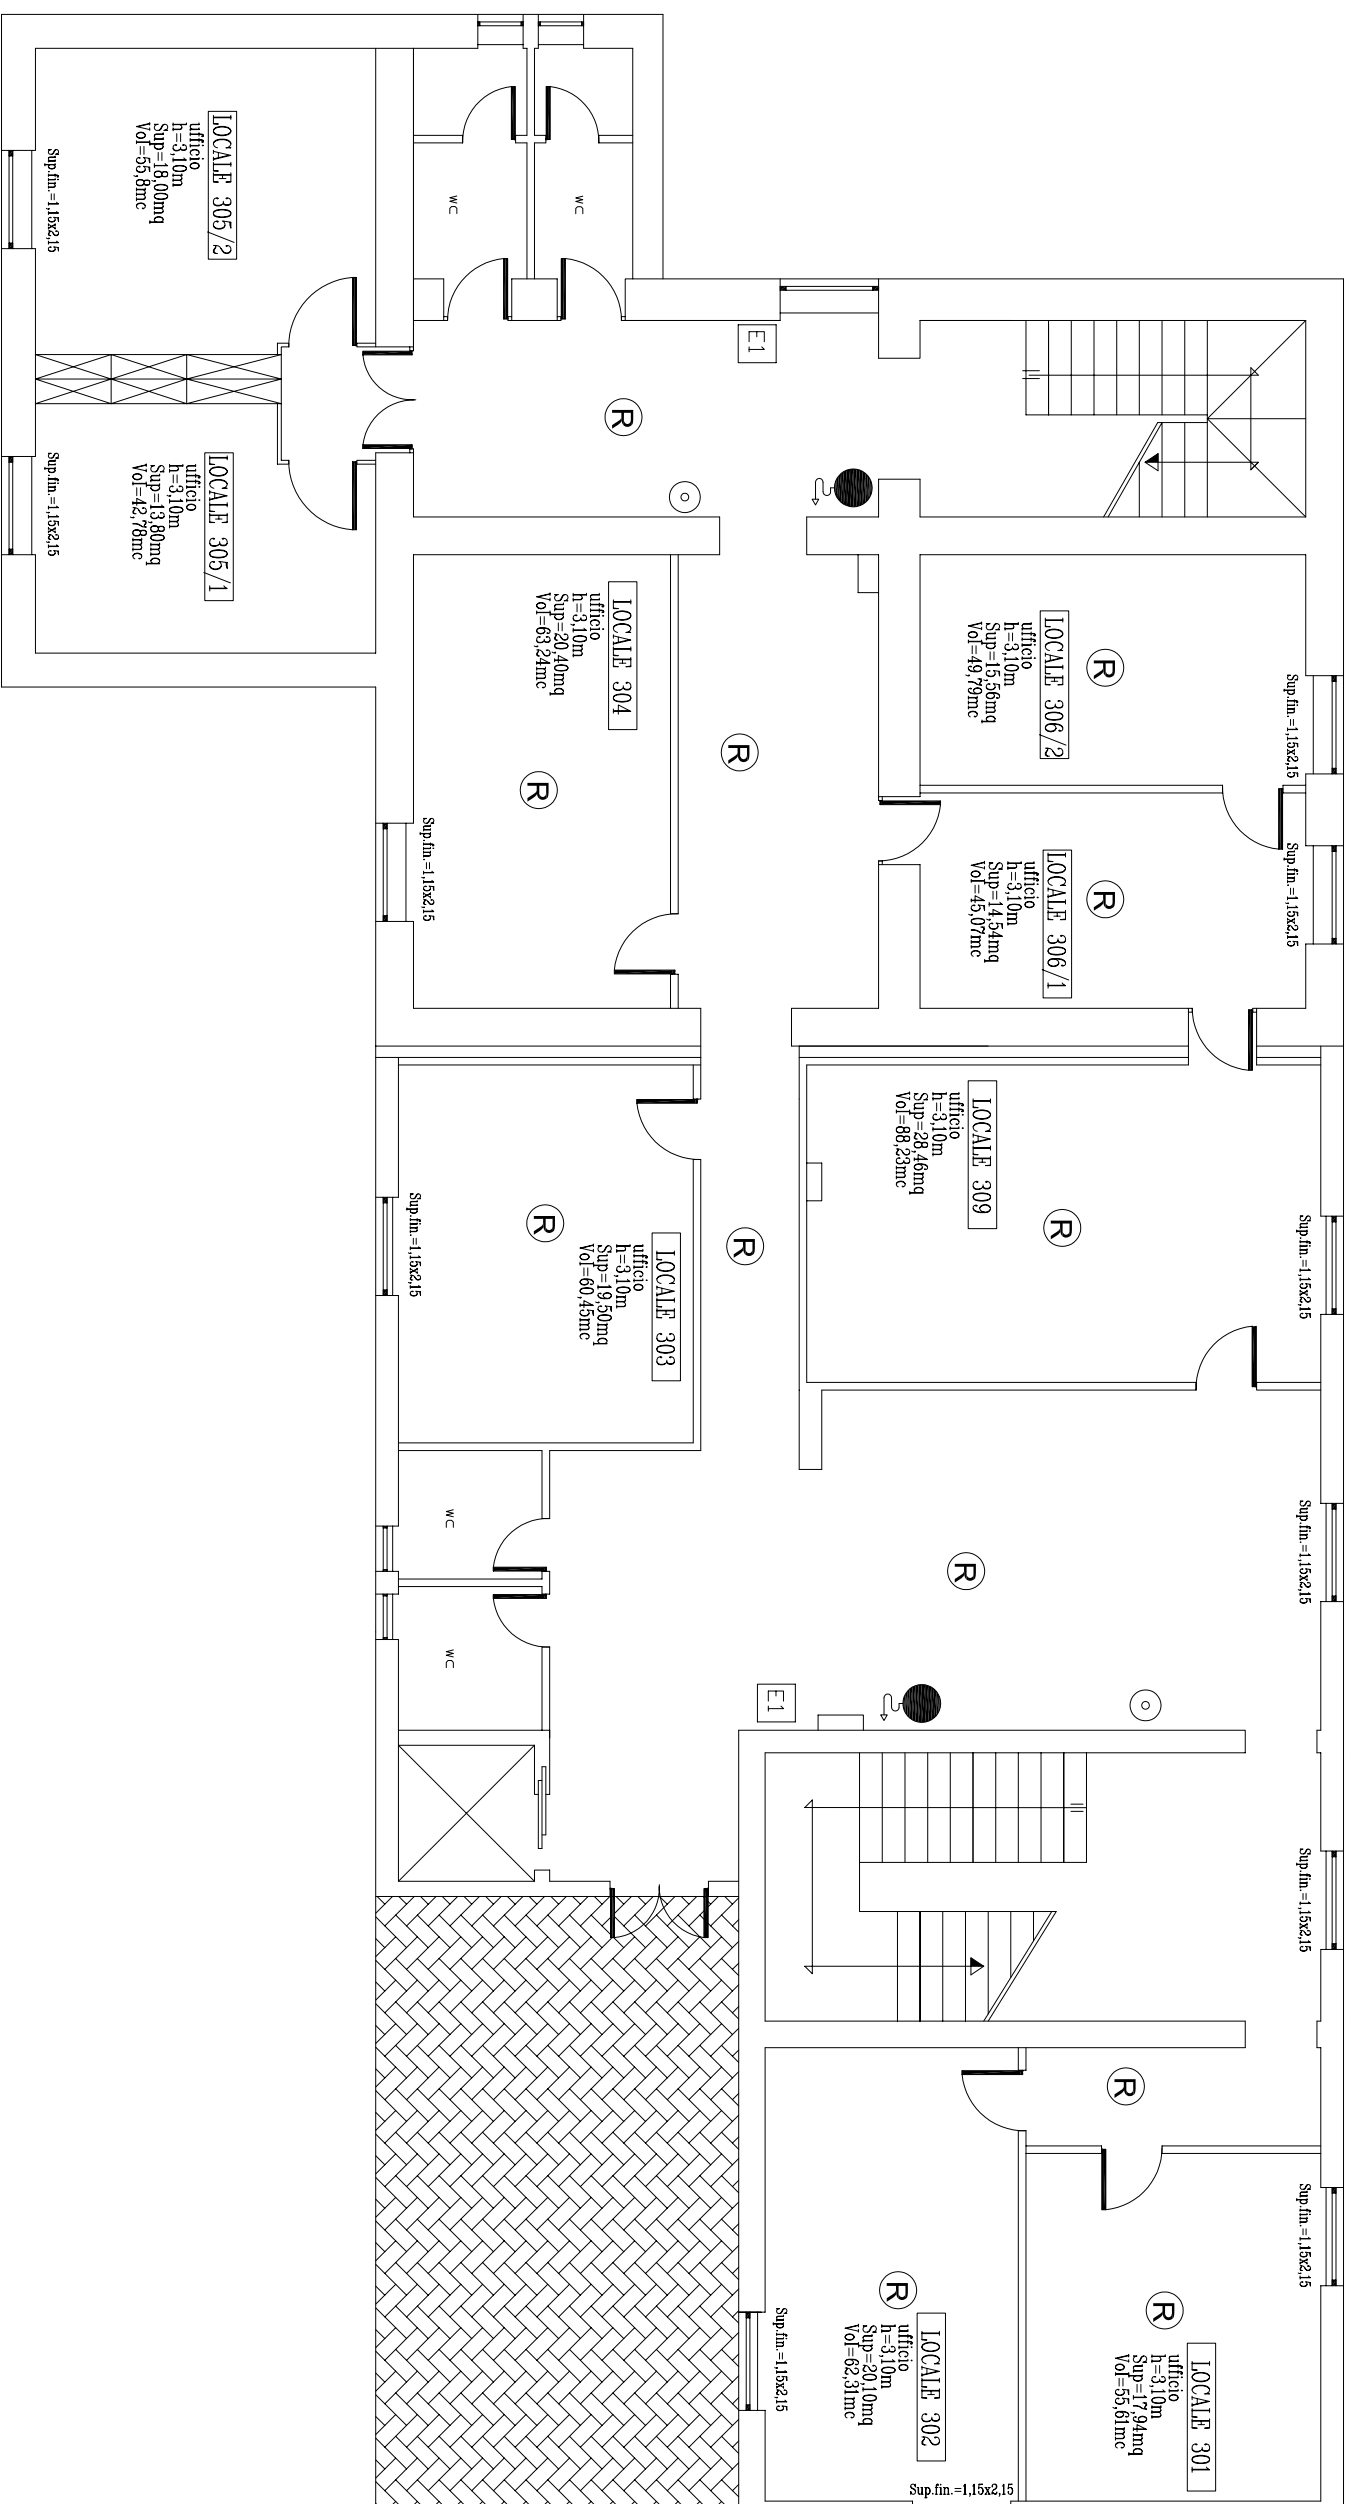 LOCALE 305/2
ufficio
h=3,10m
Sup=18,00mq
Vol=55,8mc
Sup.fin.=1,15x2,15
LOCALE 305/1
ufficio
h=3,10m
Sup=13,80mq
Vol=42,78mc
Sup.fin.=1,15x2,15
wc
wc
E1
R
LOCALE 304
ufficio
h=3,10m
Sup=20,40mq
Vol=63,24mc
R
Sup.fin.=1,15x2,15
R
LOCALE 306/2
ufficio
h=3,10m
Sup=15,56mq
Vol=49,79mc
R
Sup.fin.=1,15x2,15
LOCALE 306/1
ufficio
h=3,10m
Sup=14,54mq
Vol=45,07mc
R
Sup.fin.=1,15x2,15
LOCALE 309
ufficio
h=3,10m
Sup=28,46mq
Vol=88,23mc
R
Sup.fin.=1,15x2,15
R
LOCALE 303
ufficio
h=3,10m
Sup=19,50mq
Vol=60,45mc
R
Sup.fin.=1,15x2,15
wc
wc
R
Sup.fin.=1,15x2,15
E1
Sup.fin.=1,15x2,15
R
LOCALE 302
ufficio
h=3,10m
Sup=20,10mq
Vol=62,31mc
R
Sup.fin.=1,15x2,15
Sup.fin.=1,15x2,15
LOCALE 301
ufficio
h=3,10m
Sup=17,94mq
Vol=55,61mc
R
Sup.fin.=1,15x2,15